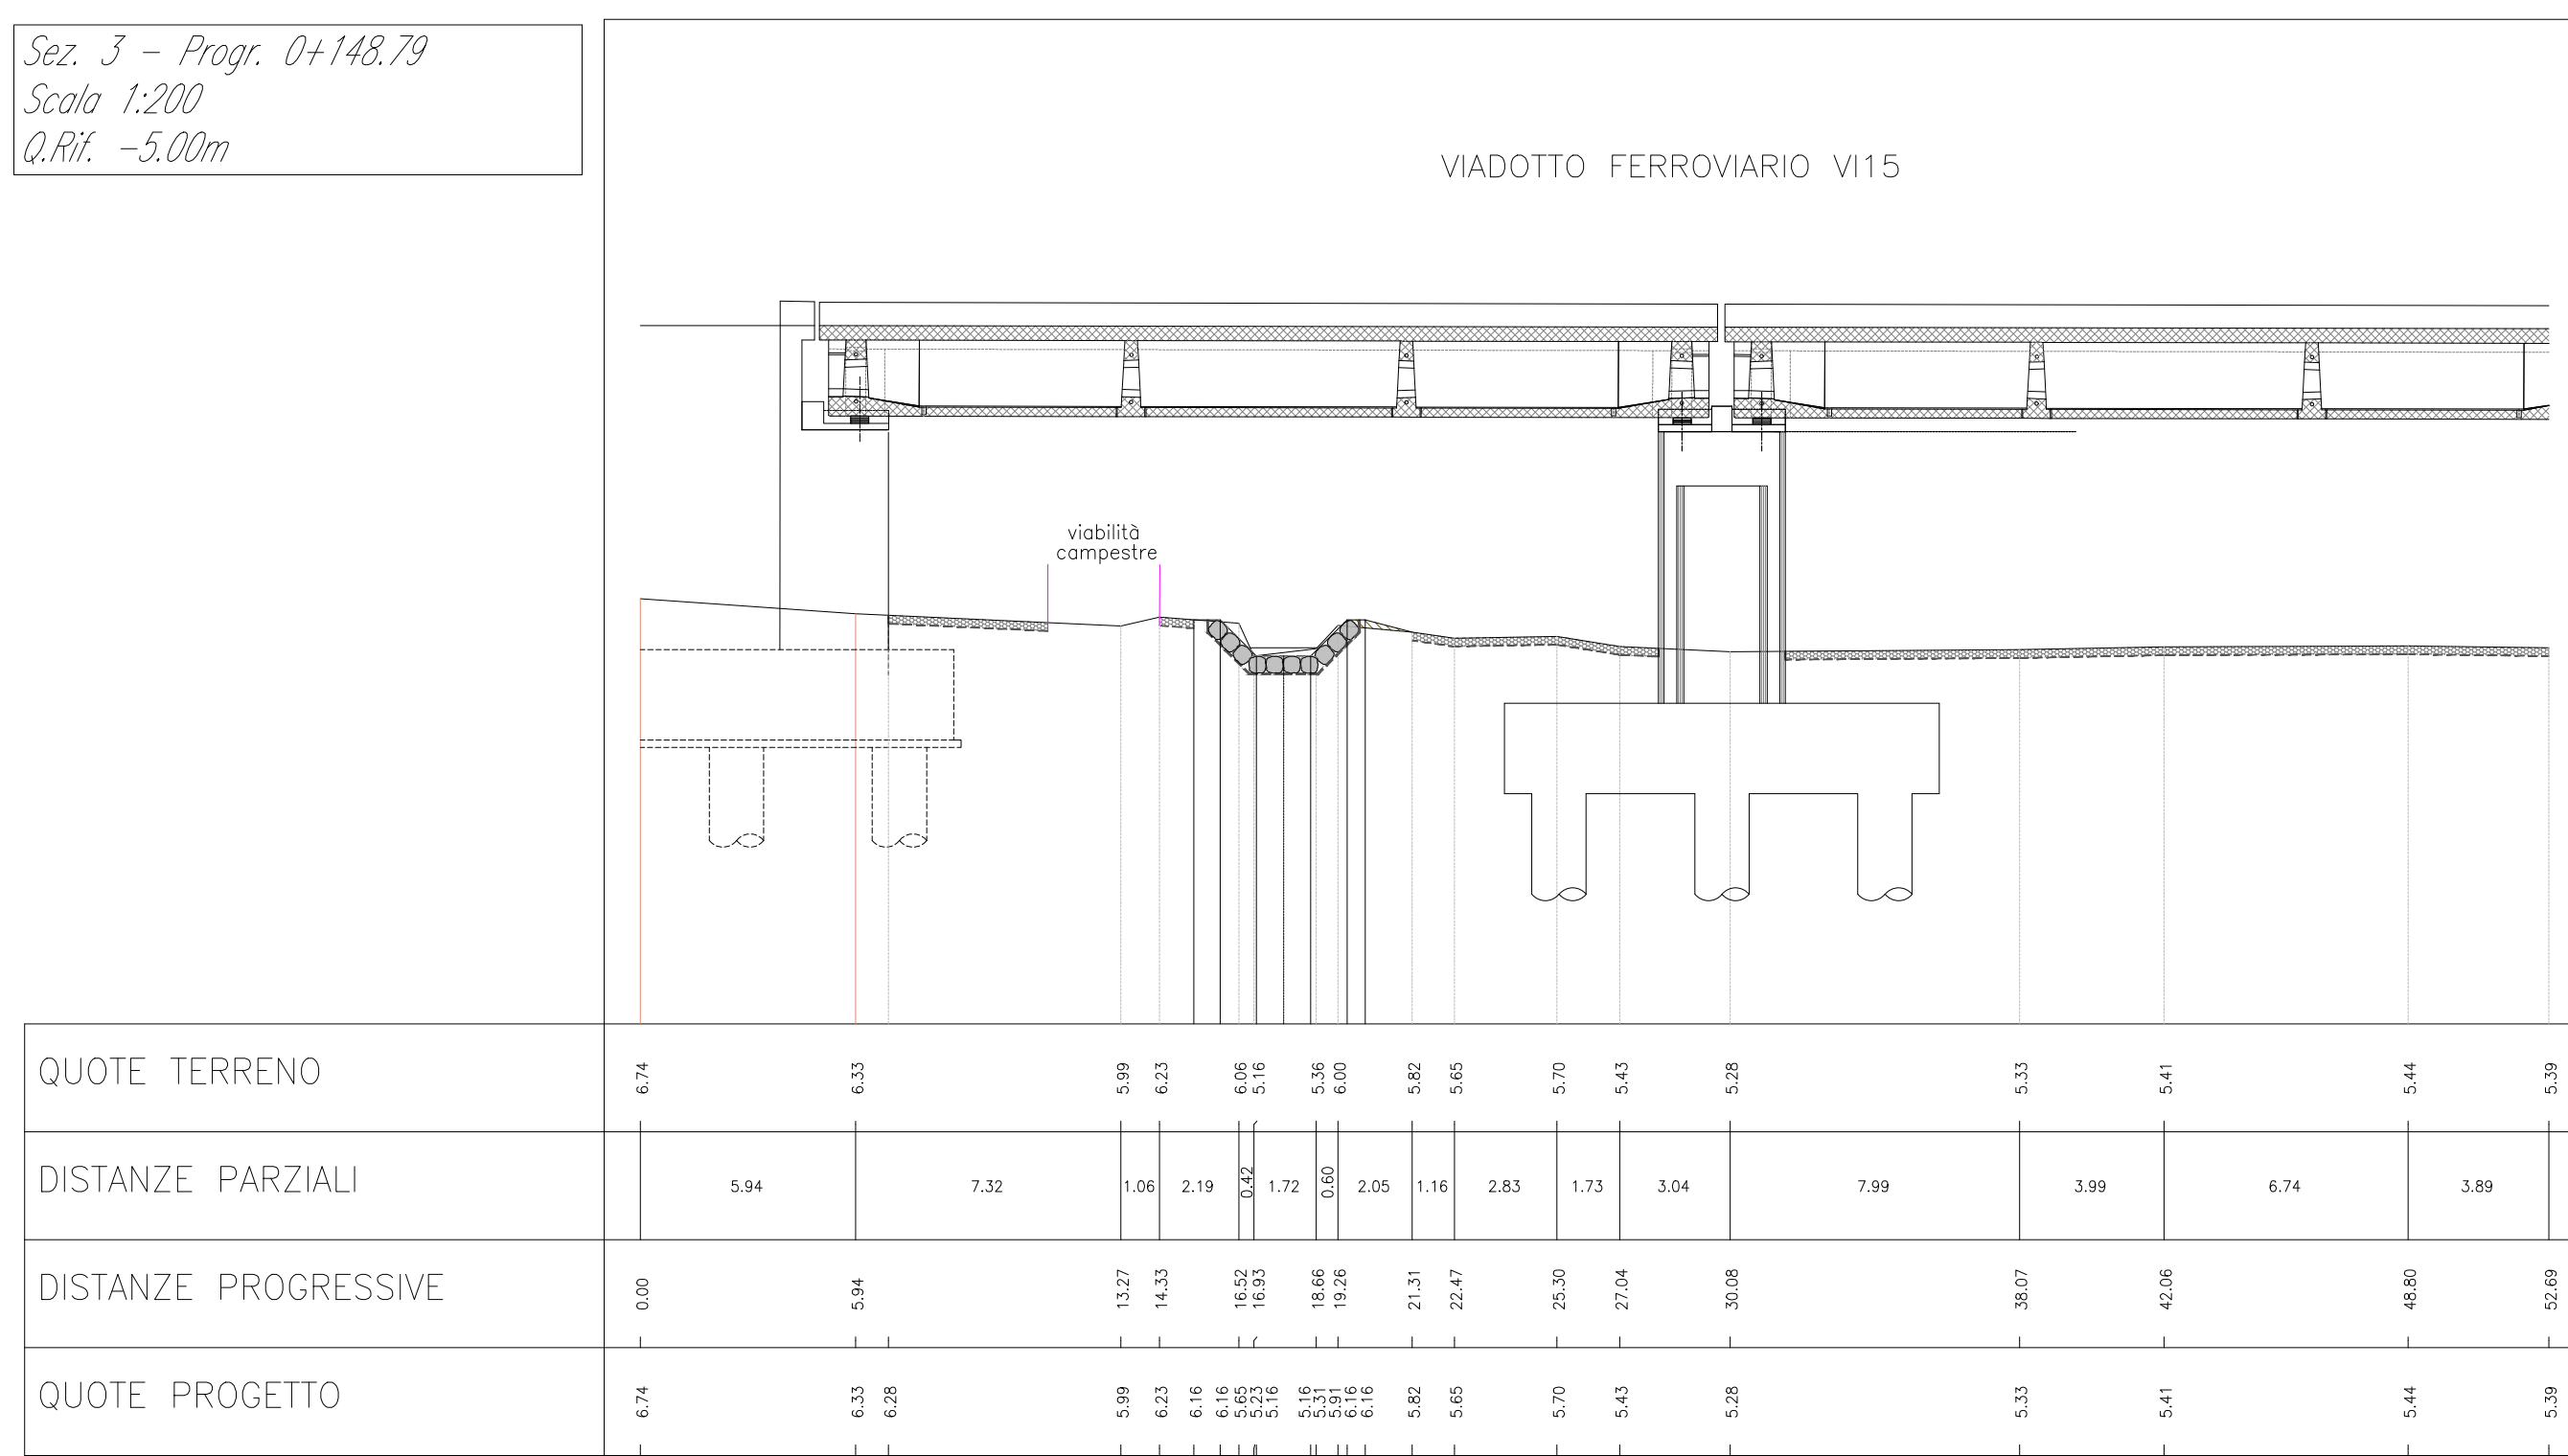 Sez. 3 - Progr. 0+148.79
Scala 1:200
Q.Rif. -5.00m
VIADOTTO FERROVIARIO VI15
viabilità
campestre
QUOTE TERRENO 6.74 6.33 5.99 6.23 6.06 5.16 5.36 6.00 5.82 5.65 5.70 5.43 5.28 5.33 5.41 5.44 5.39
DISTANZE PARZIALI 5.94 7.32 1.06 2.19 0.42 1.72 0.60 2.05 1.16 2.83 1.73 3.04 7.99 3.99 6.74 3.89
DISTANZE PROGRESSIVE 0.00 5.94 13.27 14.33 16.52 16.93 18.66 19.26 21.31 22.47 25.30 27.04 30.08 38.07 42.06 48.80 52.69
QUOTE PROGETTO 6.74 6.33 6.28 5.99 6.23 6.16 6.16 5.65 5.23 5.16 5.16 5.31 5.91 6.16 6.16 5.82 5.65 5.70 5.43 5.28 5.33 5.41 5.44 5.39